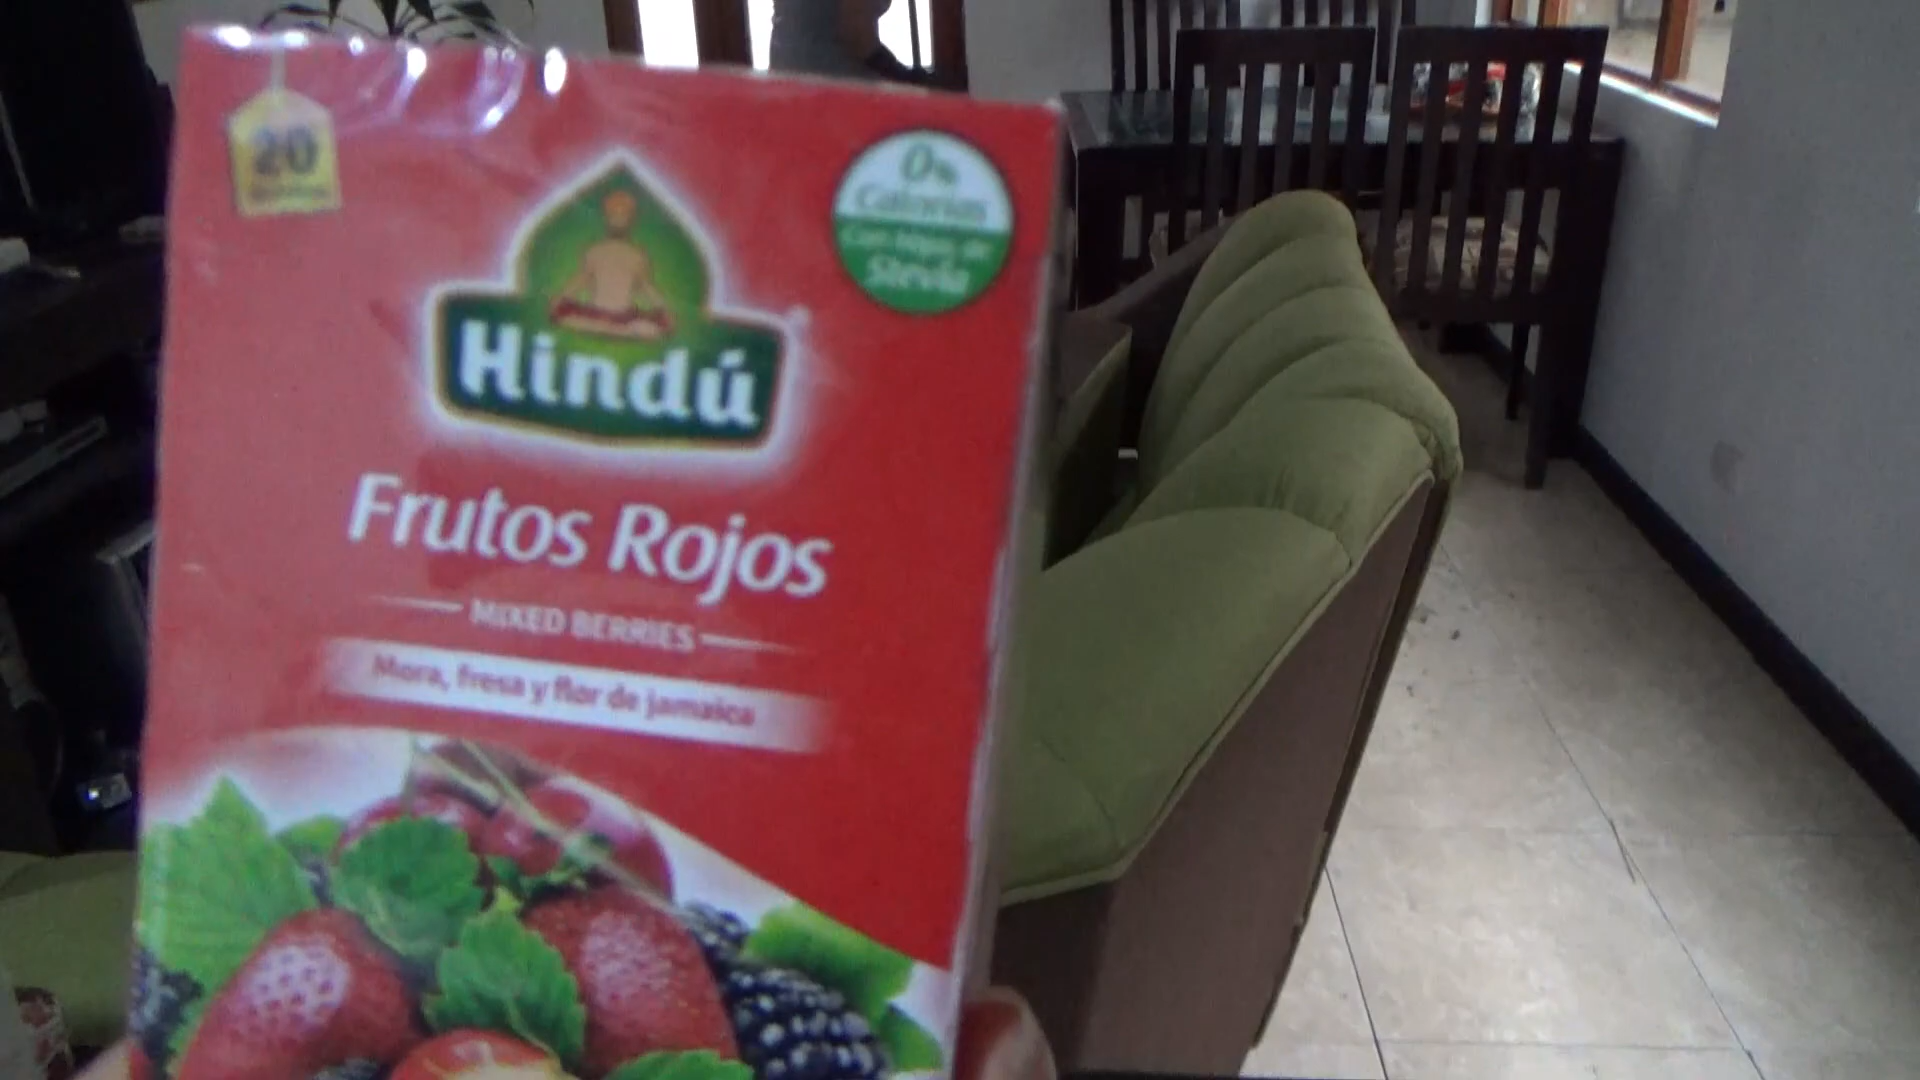 20
0%
Calorías
Con Hojas de
Stevia
Hindú
Frutos Rojos
MIXED BERRIES
Mora, fresa y flor de jamaica